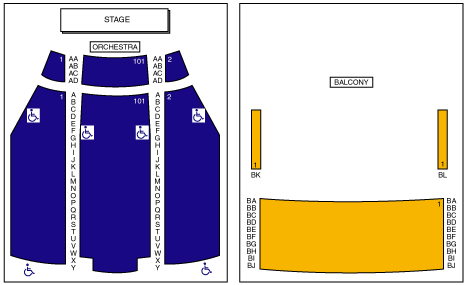 STAGE
ORCHESTRA
1 AA 101 AA 2
AB AB
AC AC
AD AD
1 A 101 A 2
B B
C C
D D
E E
F F
G G
H H
I I
J J
K K
L L
M M
N N
O O
P P
Q Q
R R
S S
T T
U U
V V
W W
X X
Y Y
BALCONY
1 1
BK BL
BA 1 BA
BB BB
BC BC
BD BD
BE BE
BF BF
BG BG
BH BH
BI BI
BJ BJ